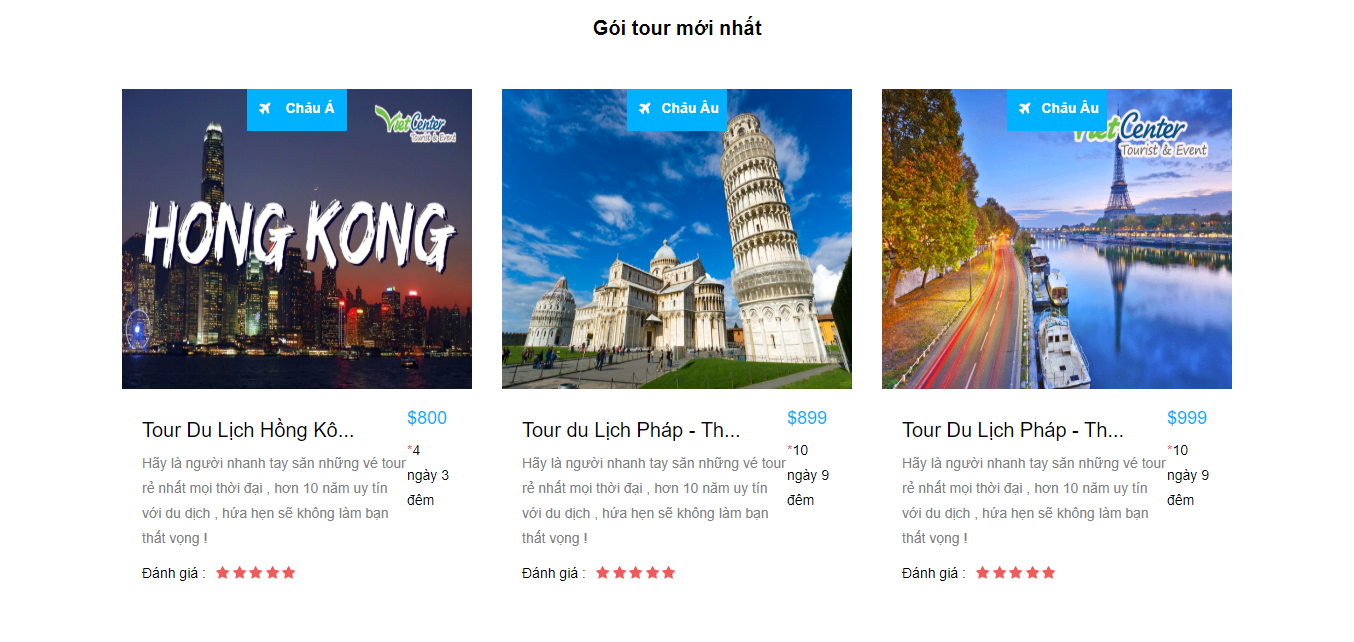 Gói tour mới nhất
Châu Á
VietCenter
Tourist & Event
HONG KONG
Tour Du Lịch Hồng Kô...
$800
*4
ngày 3
đêm
Hãy là người nhanh tay săn những vé tour
rẻ nhất mọi thời đại , hơn 10 năm uy tín
với du dịch , hứa hẹn sẽ không làm bạn
thất vọng !
Đánh giá :
Châu Âu
Tour du Lịch Pháp - Th...
$899
*10
ngày 9
đêm
Hãy là người nhanh tay săn những vé tour
rẻ nhất mọi thời đại , hơn 10 năm uy tín
với du dịch , hứa hẹn sẽ không làm bạn
thất vọng !
Đánh giá :
Châu Âu
VietCenter
Tourist & Event
Tour Du Lịch Pháp - Th...
$999
*10
ngày 9
đêm
Hãy là người nhanh tay săn những vé tour
rẻ nhất mọi thời đại , hơn 10 năm uy tín
với du dịch , hứa hẹn sẽ không làm bạn
thất vọng !
Đánh giá :